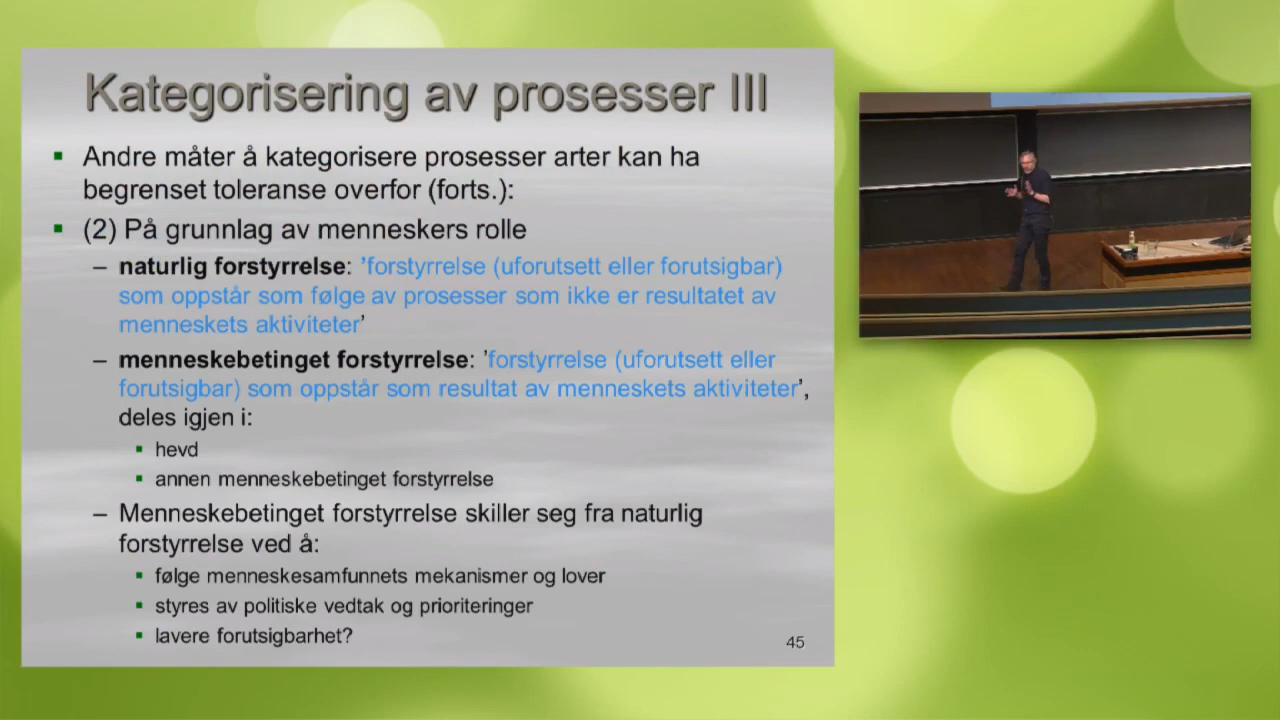 Kategorisering av prosesser III
▪ Andre måter å kategorisere prosesser arter kan ha
begrenset toleranse overfor (forts.):
▪ (2) På grunnlag av menneskers rolle
– naturlig forstyrrelse: ’forstyrrelse (uforutsett eller forutsigbar)
som oppstår som følge av prosesser som ikke er resultatet av
menneskets aktiviteter’
– menneskebetinget forstyrrelse: ’forstyrrelse (uforutsett eller
forutsigbar) som oppstår som resultat av menneskets aktiviteter’,
deles igjen i:
▪ hevd
▪ annen menneskebetinget forstyrrelse
– Menneskebetinget forstyrrelse skiller seg fra naturlig
forstyrrelse ved å:
▪ følge menneskesamfunnets mekanismer og lover
▪ styres av politiske vedtak og prioriteringer
▪ lavere forutsigbarhet?
45